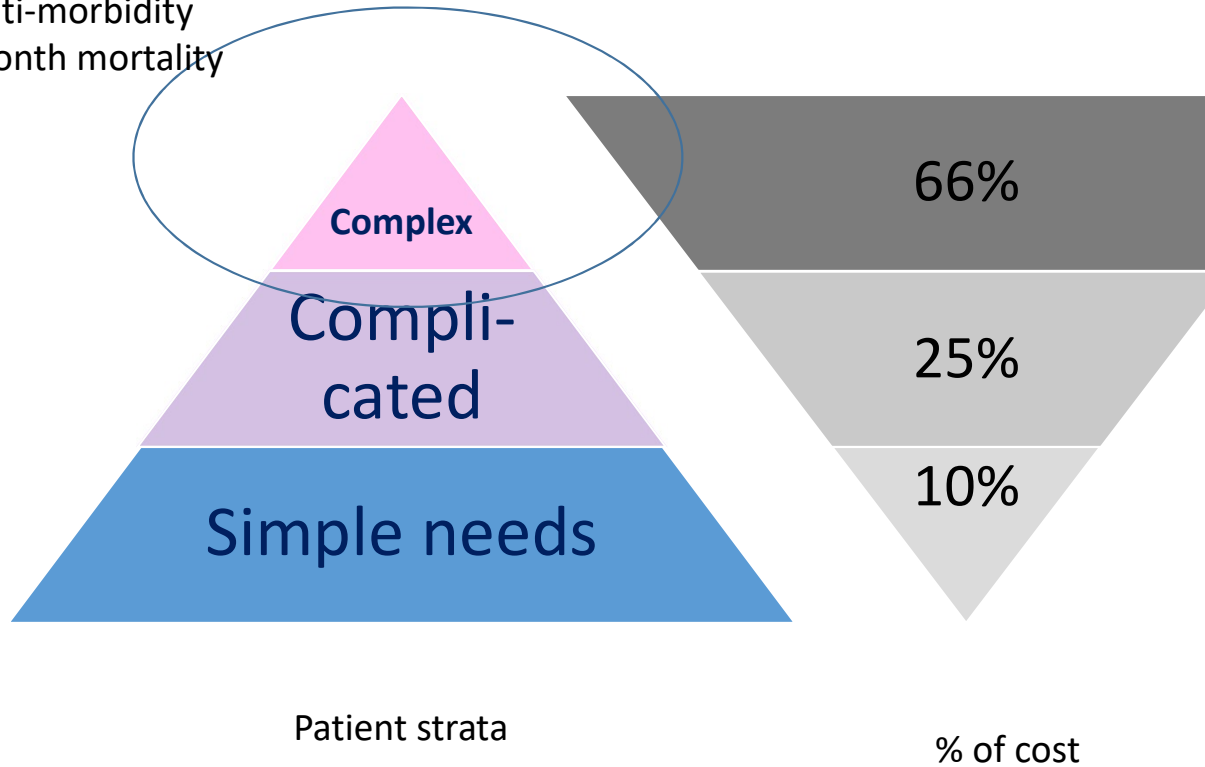 ti-morbidity
onth mortality
Complex
Compli-
cated
Simple needs
66%
25%
10%
Patient strata
% of cost